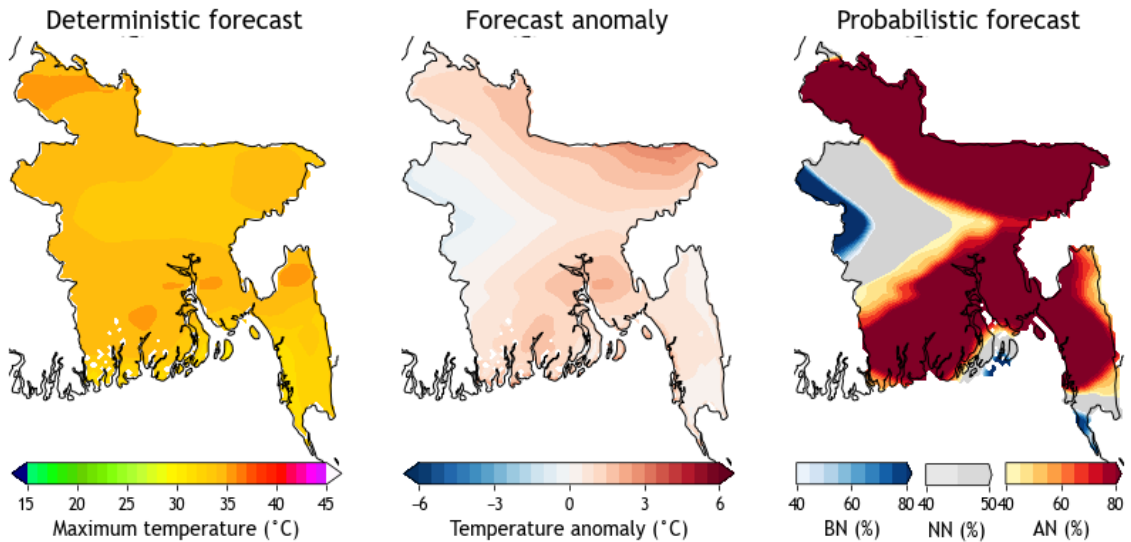 Deterministic forecast
Forecast anomaly
Probabilistic forecast
15 20 25 30 35 40 45
Maximum temperature (˚C)
−6 −3 0 3 6
Temperature anomaly (˚C)
40 60 80
BN (%)
40 50
NN (%)
40 60 80
AN (%)